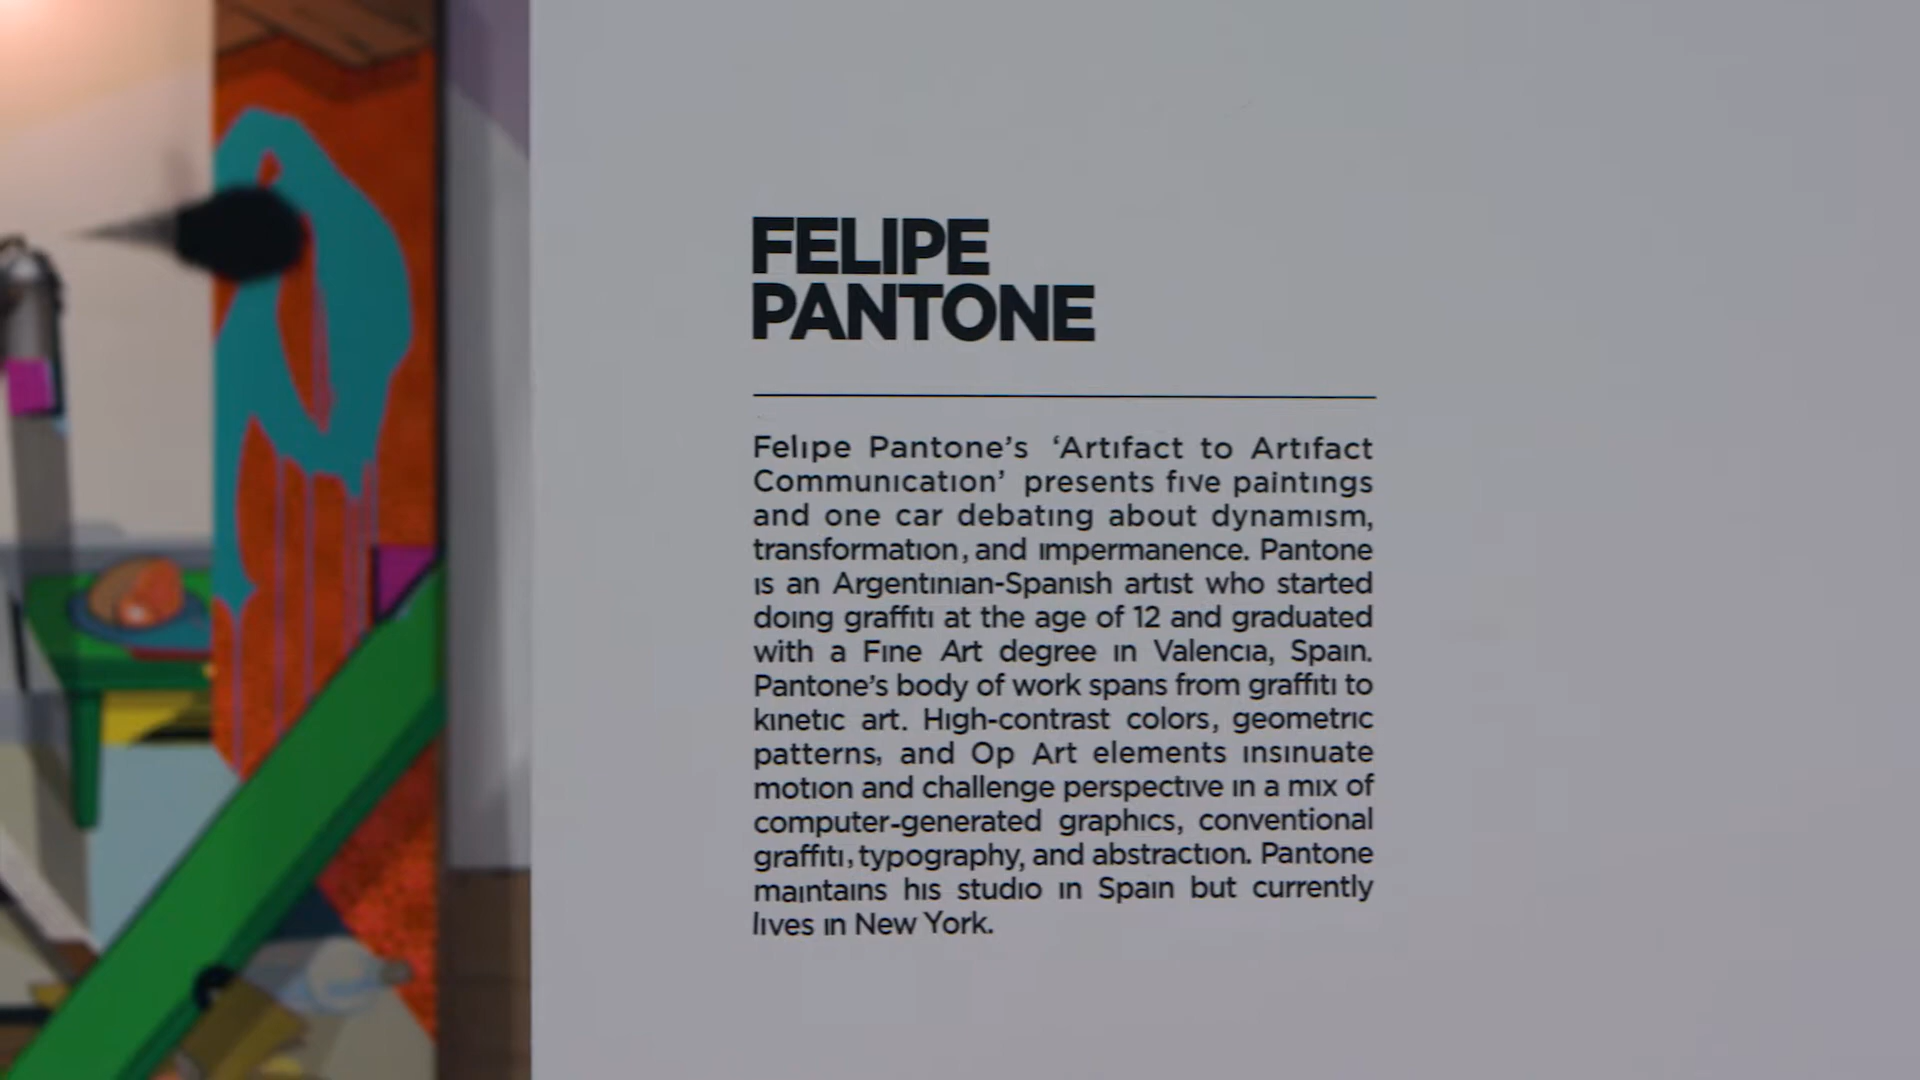 FELIPE
PANTONE
Felipe Pantone's 'Artifact to Artifact
Communication' presents five paintings
and one car debating about dynamism,
transformation, and impermanence. Pantone
is an Argentinian-Spanish artist who started
doing graffiti at the age of 12 and graduated
with a Fine Art degree in Valencia, Spain.
Pantone's body of work spans from graffiti to
kinetic art. High-contrast colors, geometric
patterns, and Op Art elements insinuate
motion and challenge perspective in a mix of
computer-generated graphics, conventional
graffiti, typography, and abstraction. Pantone
maintains his studio in Spain but currently
lives in New York.